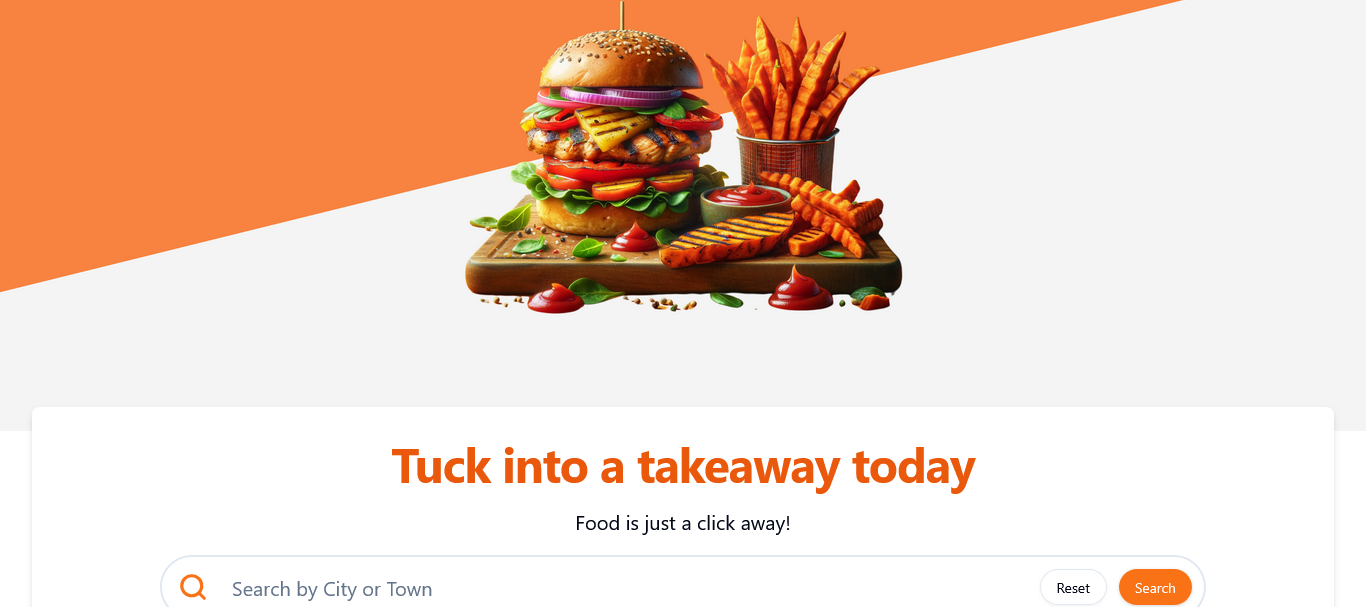 Tuck into a takeaway today
Food is just a click away!
Search by City or Town
Reset
Search